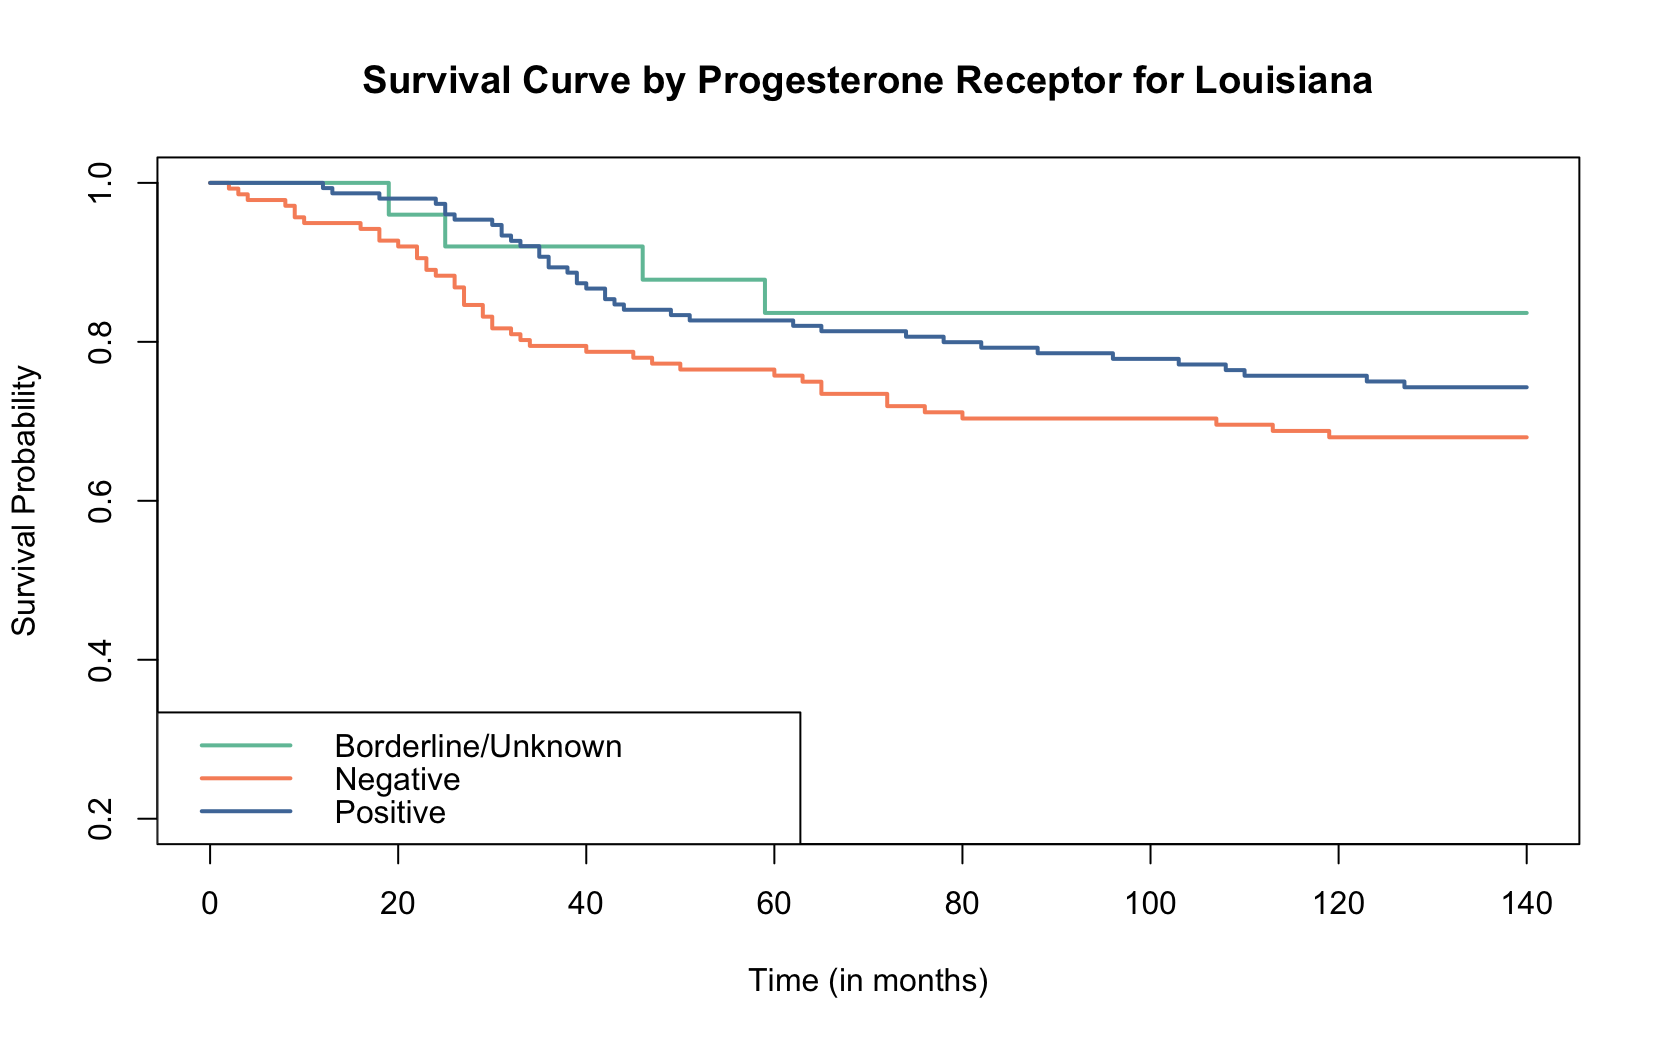 Survival Curve by Progesterone Receptor for Louisiana
Survival Probability
1.0
0.8
0.6
0.4
0.2
Borderline/Unknown
Negative
Positive
0 20 40 60 80 100 120 140
Time (in months)